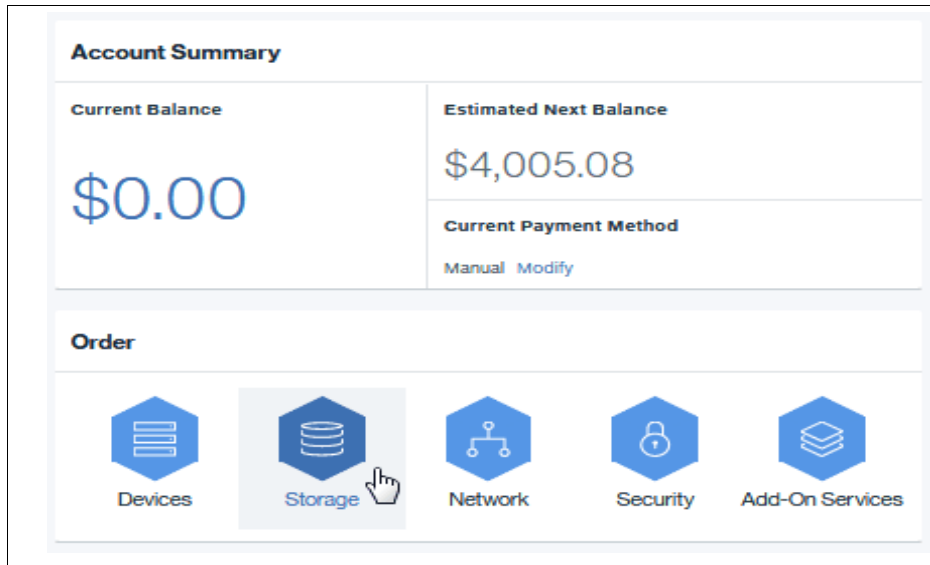 Account Summary
Current Balance
$0.00
Estimated Next Balance
$4,005.08
Current Payment Method
Manual Modify
Order
Devices
Storage
Network
Security
Add-On Services